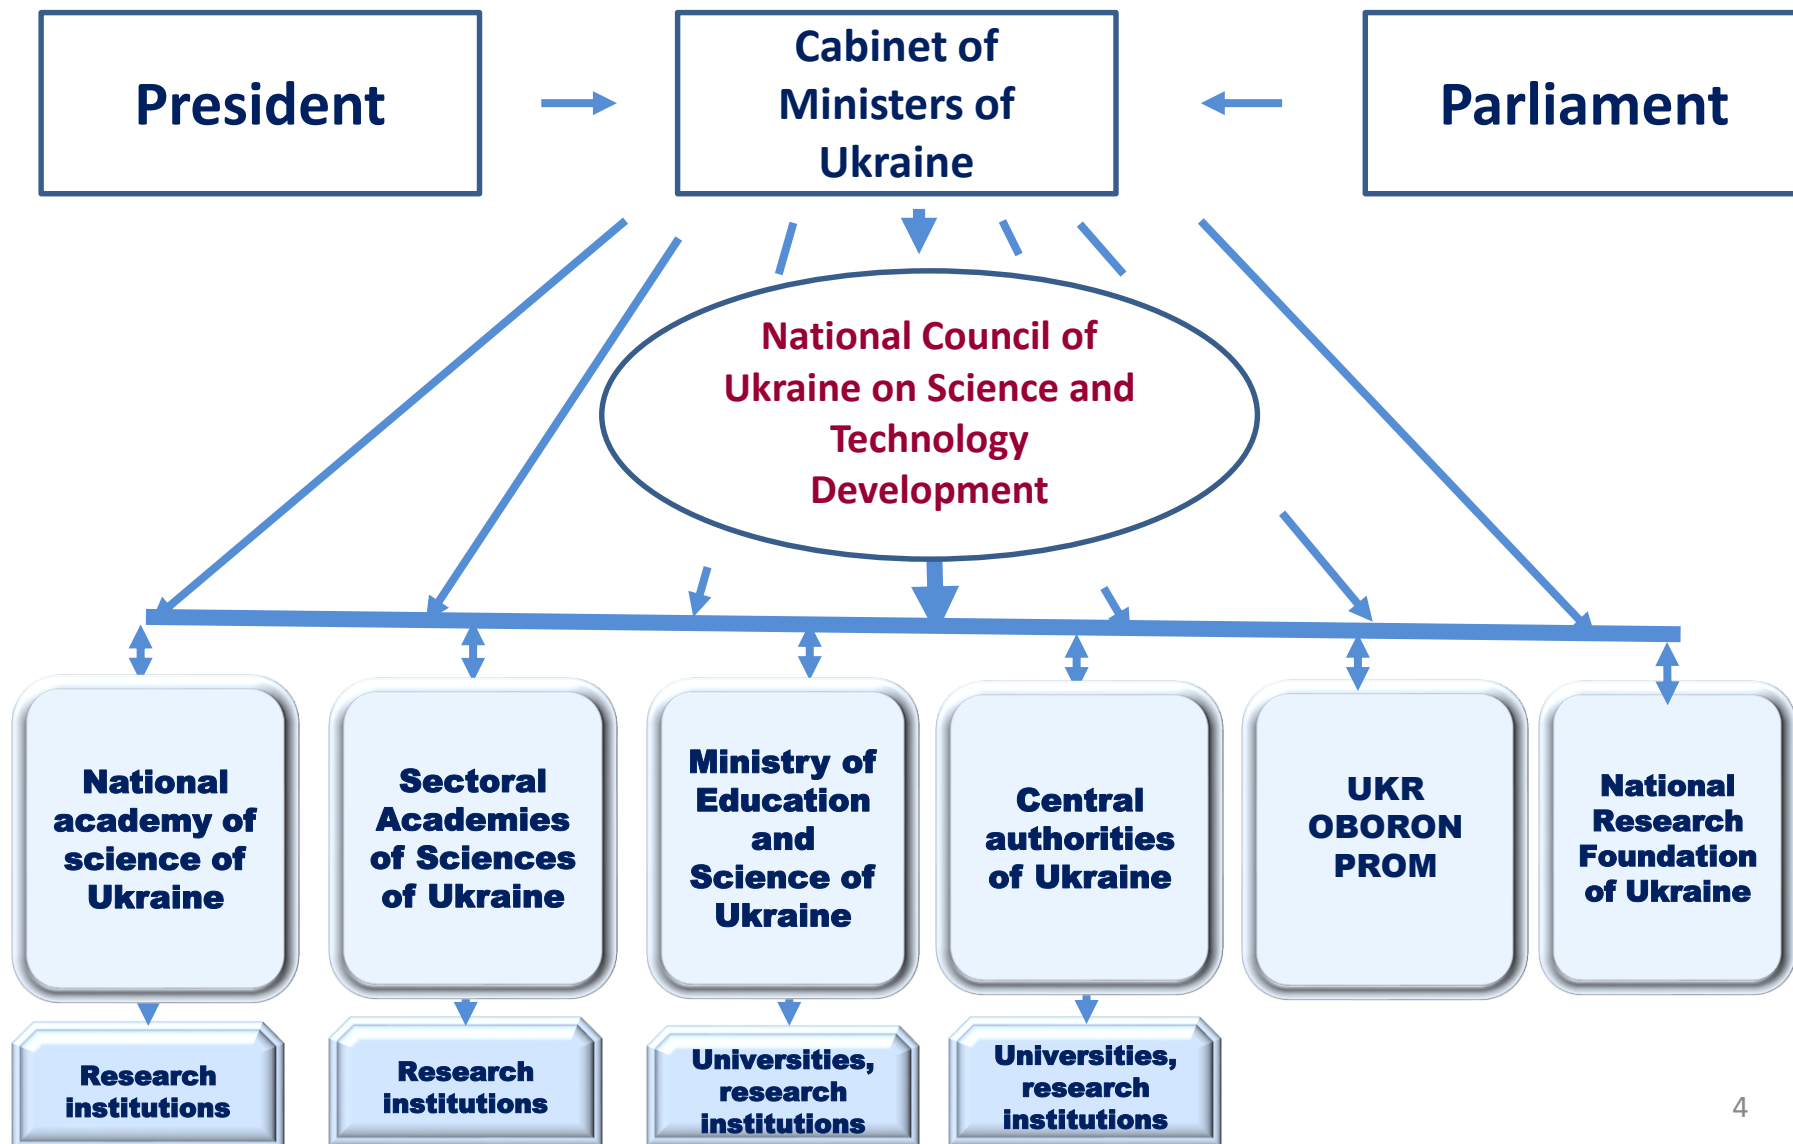 President
Cabinet of
Ministers of
Ukraine
Parliament
National Council of
Ukraine on Science and
Technology
Development
National
academy of
science of
Ukraine
Sectoral
Academies
of Sciences
of Ukraine
Ministry of
Education
and
Science of
Ukraine
Central
authorities
of Ukraine
UKR
OBORON
PROM
National
Research
Foundation
of Ukraine
Research
institutions
Research
institutions
Universities,
research
institutions
Universities,
research
institutions
4